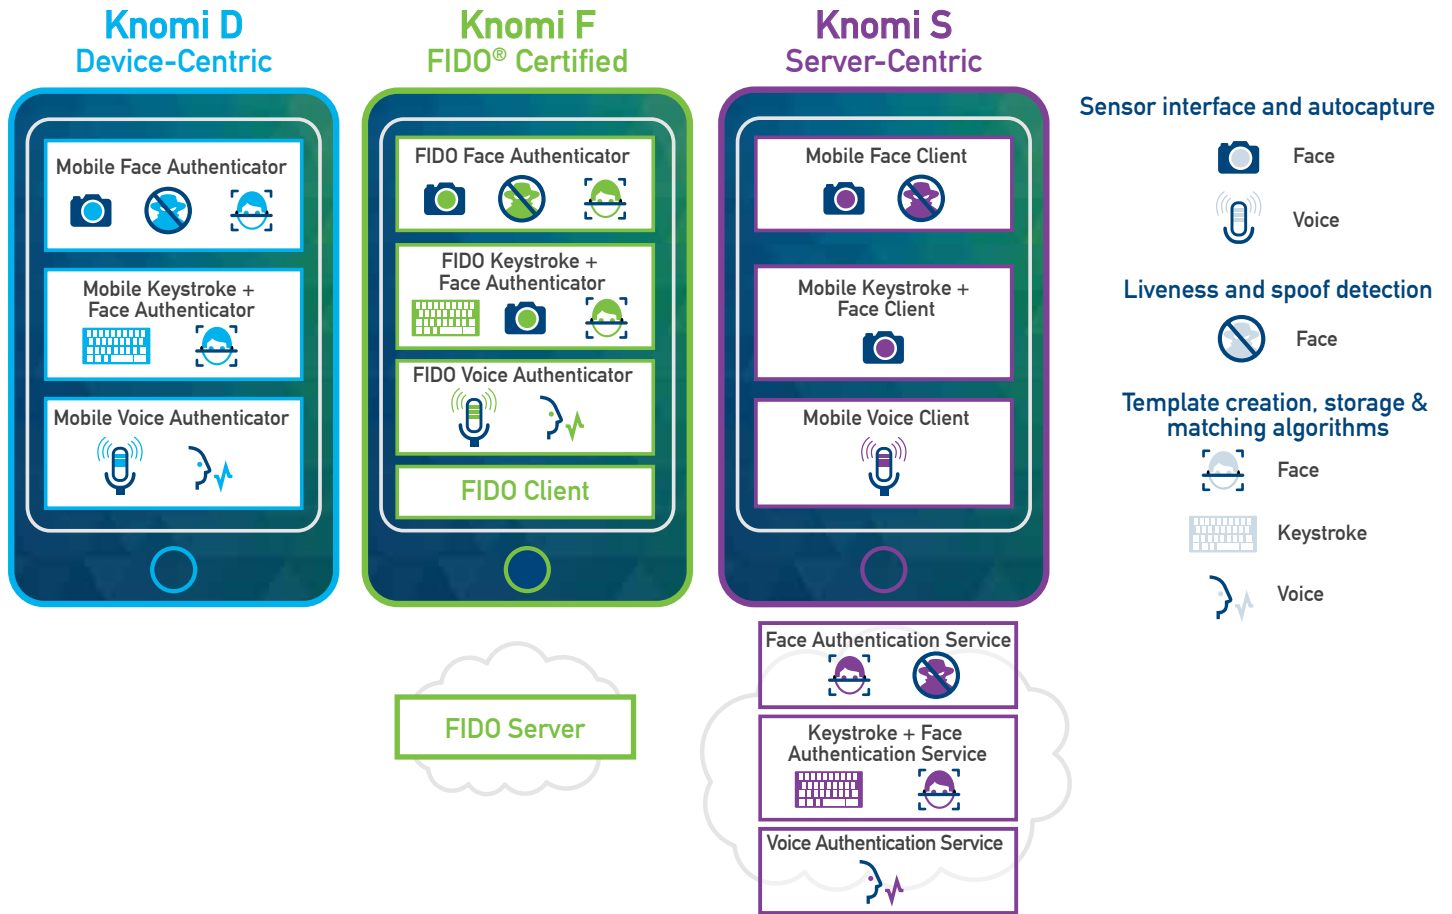 Knomi D
Device-Centric
Mobile Face Authenticator
Mobile Keystroke +
Face Authenticator
Mobile Voice Authenticator
Knomi F
FIDO® Certified
FIDO Face Authenticator
FIDO Keystroke +
Face Authenticator
FIDO Voice Authenticator
FIDO Client
FIDO Server
Knomi S
Server-Centric
Mobile Face Client
Mobile Keystroke +
Face Client
Mobile Voice Client
Face Authentication Service
Keystroke + Face
Authentication Service
Voice Authentication Service
Sensor interface and autocapture
Face
Voice
Liveness and spoof detection
Face
Template creation, storage &
matching algorithms
Face
Keystroke
Voice